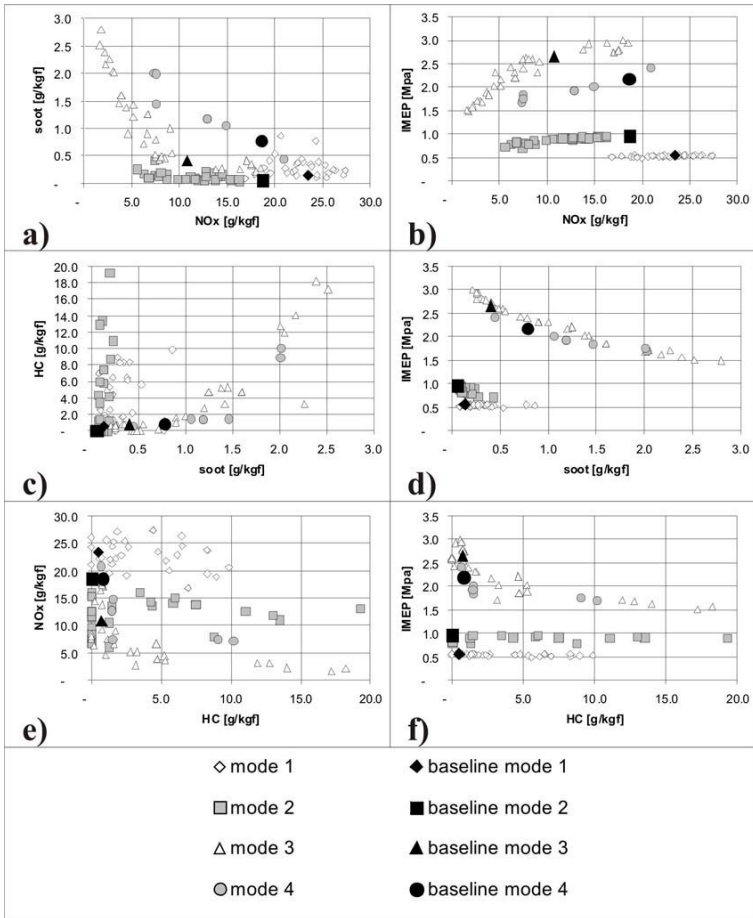 3.0
2.5
2.0
1.5
1.0
0.5
-
soot [g/kgf]
- 5.0 10.0 15.0 20.0 25.0 30.0
NOx [g/kgf]
a)
3.5
3.0
2.5
2.0
1.5
1.0
0.5
-
IMEP [Mpa]
- 5.0 10.0 15.0 20.0 25.0 30.0
NOx [g/kgf]
b)
20.0
18.0
16.0
14.0
12.0
10.0
8.0
6.0
4.0
2.0
-
HC [g/kgf]
- 0.5 1.0 1.5 2.0 2.5 3.0
soot [g/kgf]
c)
3.5
3.0
2.5
2.0
1.5
1.0
0.5
-
IMEP [Mpa]
- 0.5 1.0 1.5 2.0 2.5 3.0
soot [g/kgf]
d)
30.0
25.0
20.0
15.0
10.0
5.0
-
NOx [g/kgf]
- 5.0 10.0 15.0 20.0
HC [g/kgf]
e)
3.5
3.0
2.5
2.0
1.5
1.0
0.5
-
IMEP [Mpa]
- 5.0 10.0 15.0 20.0
HC [g/kgf]
f)
mode 1
baseline mode 1
mode 2
baseline mode 2
mode 3
baseline mode 3
mode 4
baseline mode 4